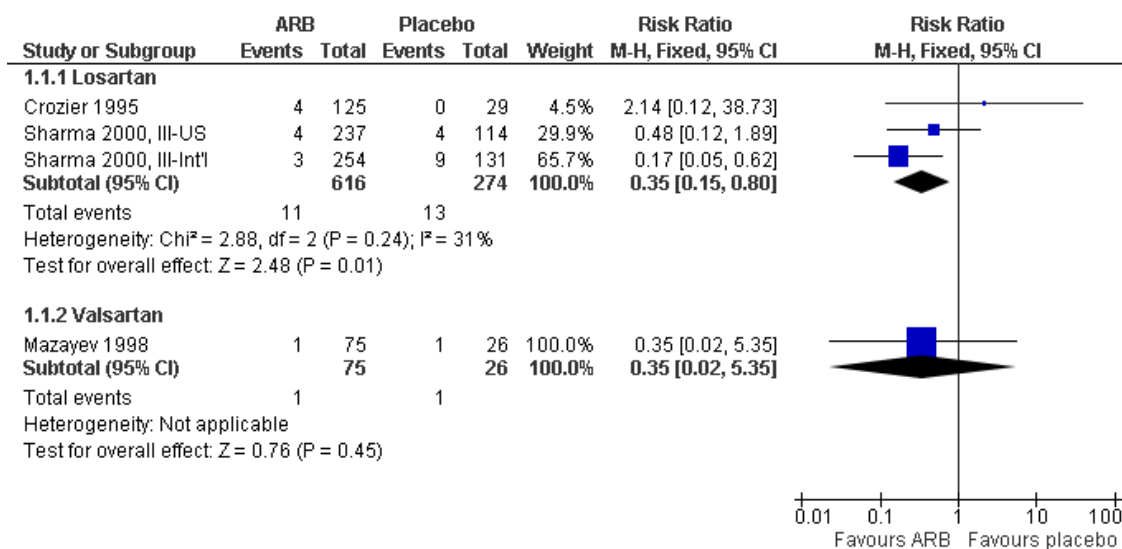 ARB Placebo Risk Ratio Risk Ratio
Study or Subgroup Events Total Events Total Weight M-H, Fixed, 95% CI M-H, Fixed, 95% CI
1.1.1 Losartan
Crozier 1995 4 125 0 29 4.5% 2.14 [0.12, 38.73]
Sharma 2000, III-US 4 237 4 114 29.9% 0.48 [0.12, 1.89]
Sharma 2000, III-Int'l 3 254 9 131 65.7% 0.17 [0.05, 0.62]
Subtotal (95% CI) 616 274 100.0% 0.35 [0.15, 0.80]
Total events 11 13
Heterogeneity: Chi² = 2.88, df = 2 (P = 0.24); I² = 31%
Test for overall effect: Z = 2.48 (P = 0.01)
1.1.2 Valsartan
Mazayev 1998 1 75 1 26 100.0% 0.35 [0.02, 5.35]
Subtotal (95% CI) 75 26 100.0% 0.35 [0.02, 5.35]
Total events 1 1
Heterogeneity: Not applicable
Test for overall effect: Z = 0.76 (P = 0.45)
0.01 0.1 1 10 100
Favours ARB Favours placebo